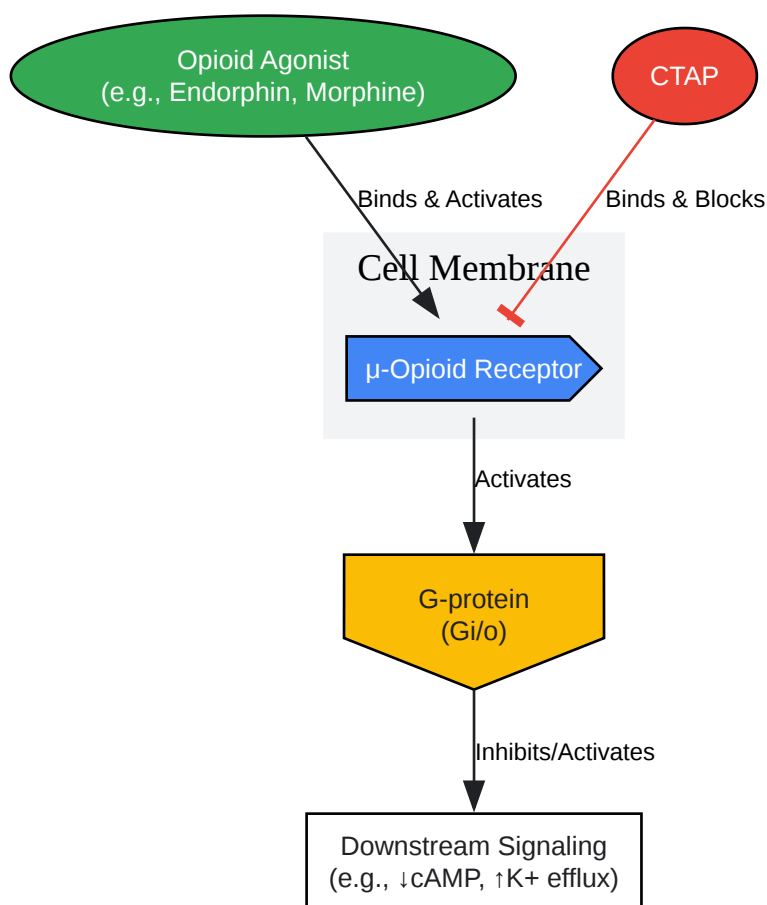 Opioid Agonist
(e.g., Endorphin, Morphine)
CTAP
Binds & Activates
Binds & Blocks
Cell Membrane
μ-Opioid Receptor
Activates
G-protein
(Gi/o)
Inhibits/Activates
Downstream Signaling
(e.g., ↓cAMP, ↑K+ efflux)